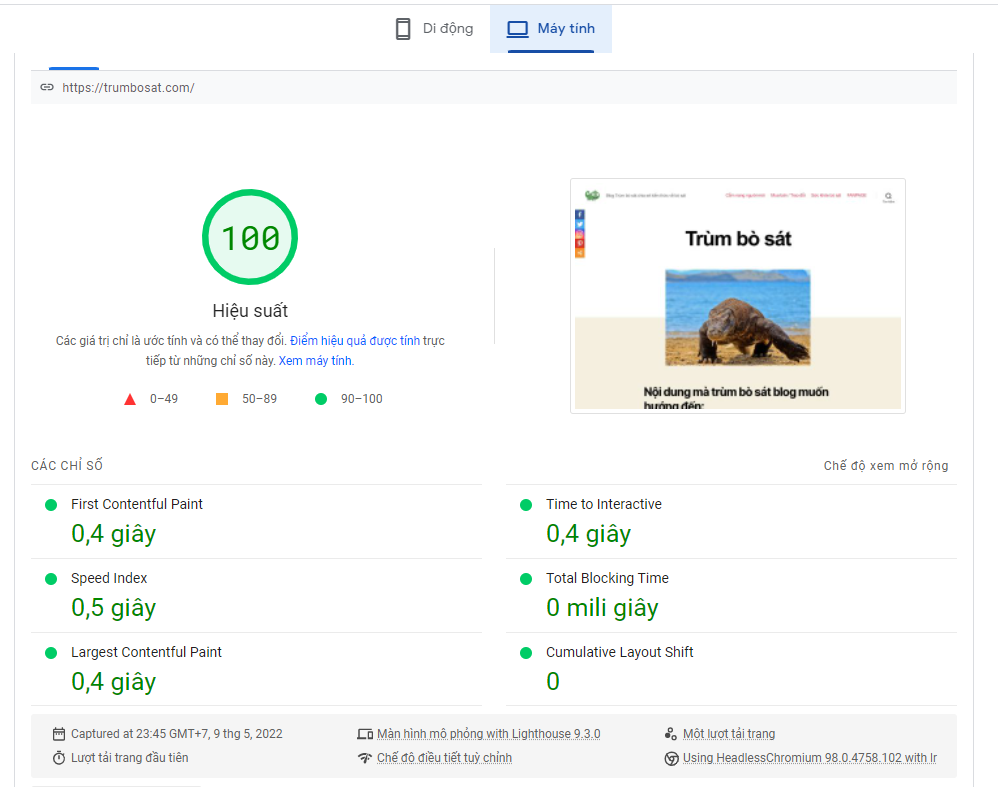 Di động
Máy tính
https://trumbosat.com/
100
Hiệu suất
Các giá trị chỉ là ước tính và có thể thay đổi. Điểm hiệu quả được tính trực
tiếp từ những chỉ số này. Xem máy tính.
0–49
50–89
90–100
Trùm bò sát
Nội dung mà trùm bò sát blog muốn
hướng đến:
CÁC CHỈ SỐ
Chế độ xem mở rộng
First Contentful Paint
0,4 giây
Time to Interactive
0,4 giây
Speed Index
0,5 giây
Total Blocking Time
0 mili giây
Largest Contentful Paint
0,4 giây
Cumulative Layout Shift
0
Captured at 23:45 GMT+7, 9 thg 5, 2022
Màn hình mô phỏng with Lighthouse 9.3.0
Một lượt tải trang
Lượt tải trang đầu tiên
Chế độ điều tiết tuỳ chỉnh
Using HeadlessChromium 98.0.4758.102 with lr